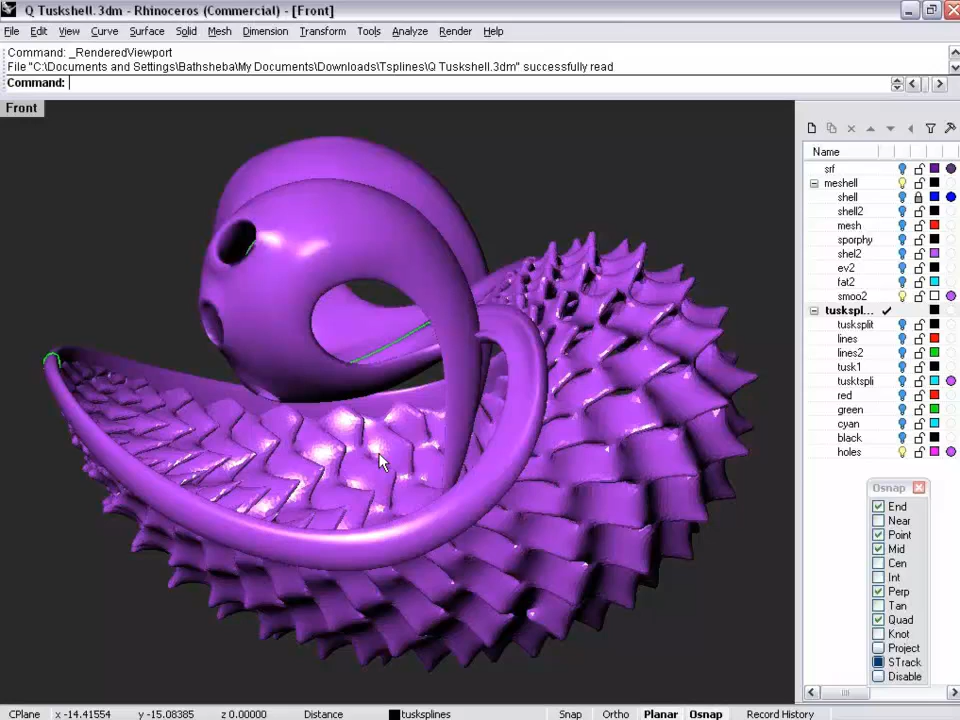 Q Tuskshell.3dm - Rhinoceros (Commercial) - [Front]
File Edit View Curve Surface Solid Mesh Dimension Transform Tools Analyze Render Help
Command: _RenderedViewport
File "C:\Documents and Settings\Bathsheba\My Documents\Downloads\Tsplines\Q Tuskshell.3dm" successfully read
Command:
Front
Name
srf
meshell
shell
shell2
mesh
sporphy
shel2
ev2
fat2
smoo2
tuskspl...
tusksplit
lines
lines2
tusk1
tusktspli
red
green
cyan
black
holes
Osnap
End
Near
Point
Mid
Cen
Int
Perp
Tan
Quad
Knot
Project
STrack
Disable
CPlane x -14.41554 y -15.08385 z 0.00000 Distance tusksplines Snap Ortho Planar Osnap Record History